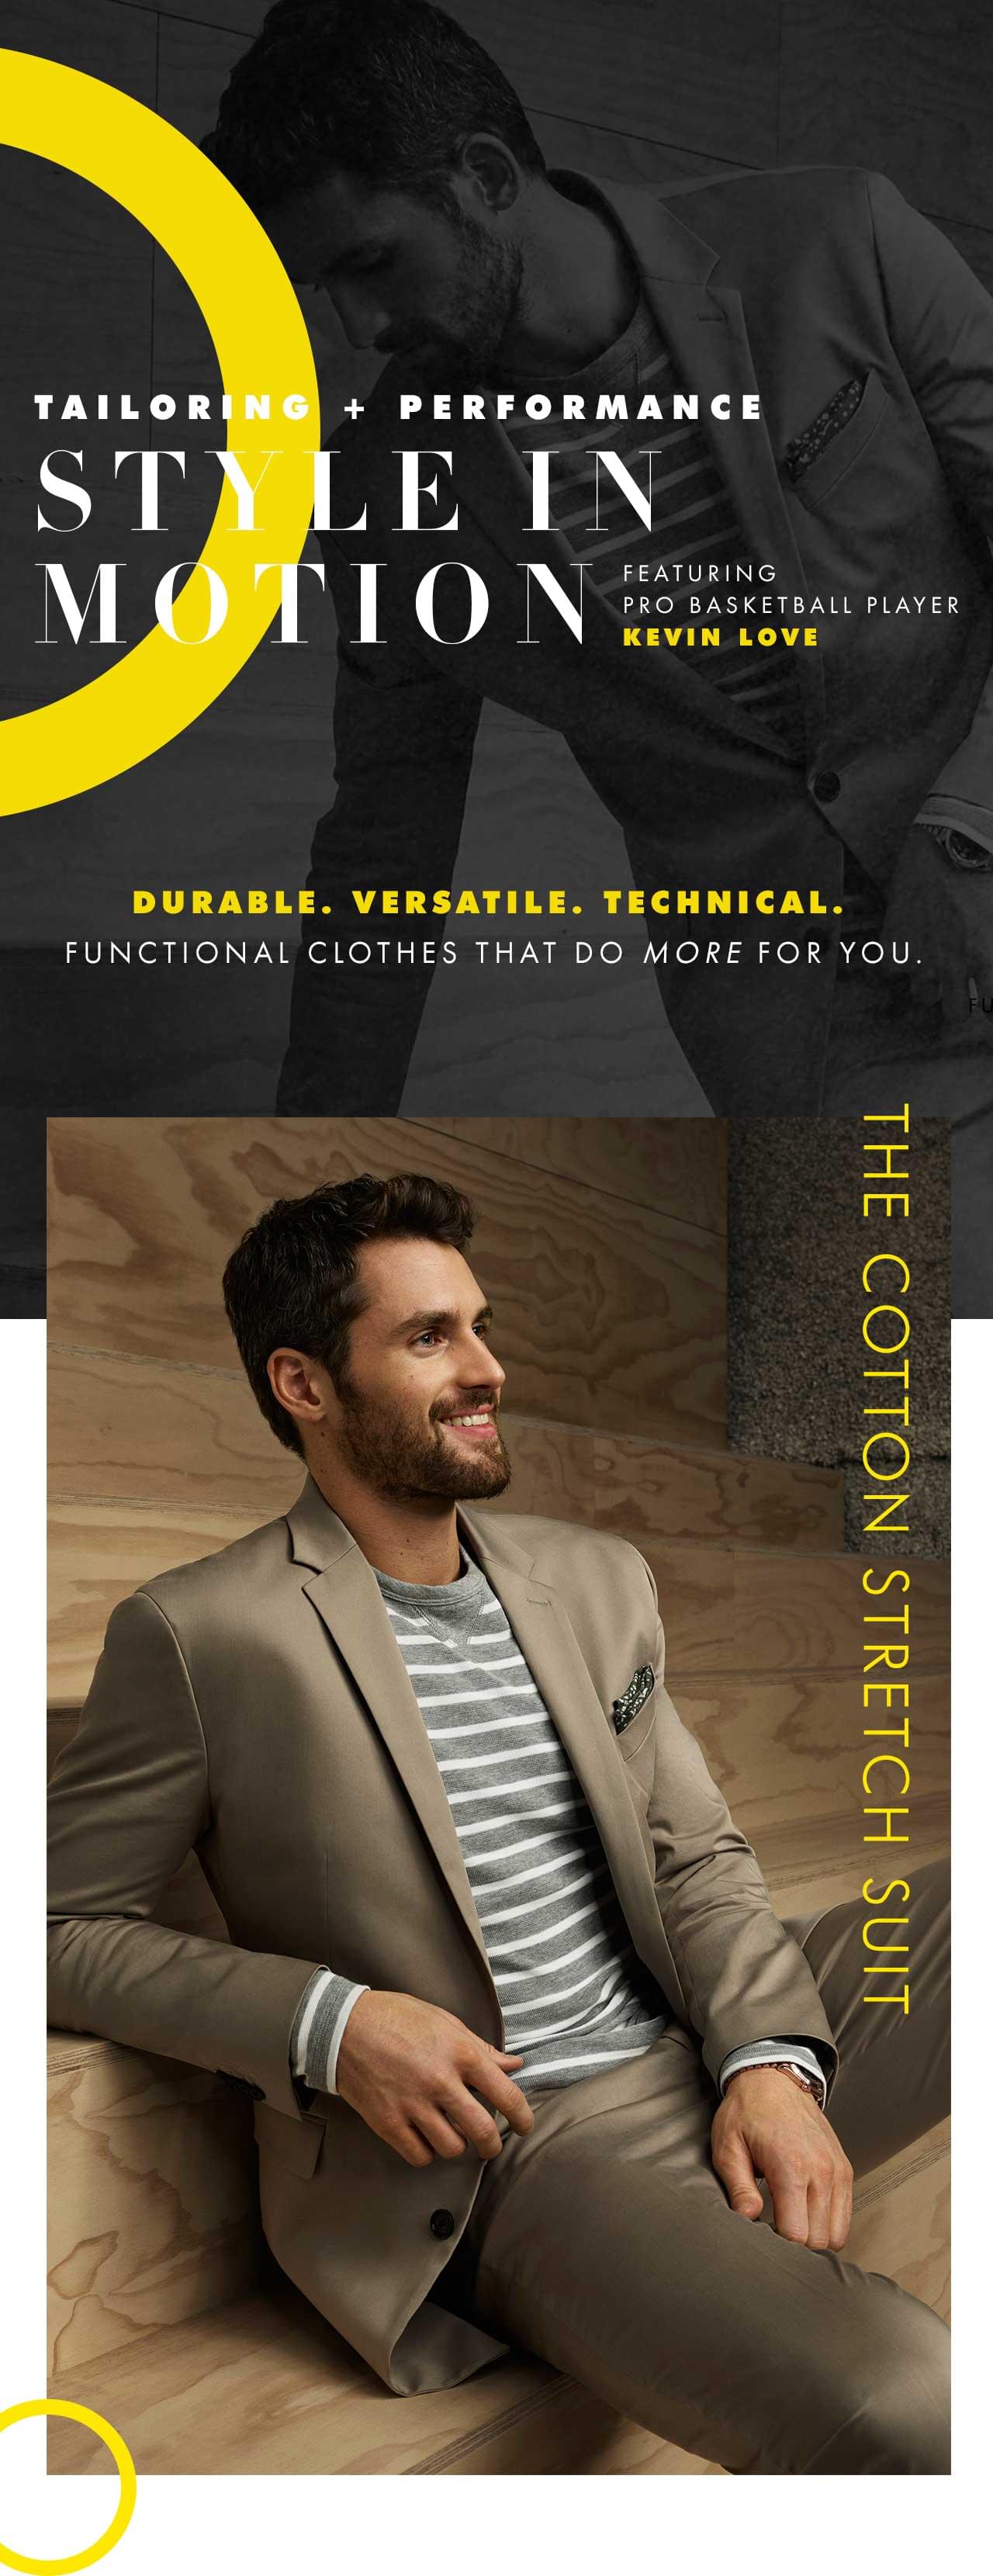 TAILORING + PERFORMANCE
STYLE IN
MOTION
FEATURING
PRO BASKETBALL PLAYER
KEVIN LOVE
DURABLE. VERSATILE. TECHNICAL.
FUNCTIONAL CLOTHES THAT DO MORE FOR YOU.
FU
THE COTTON STRETCH SUIT